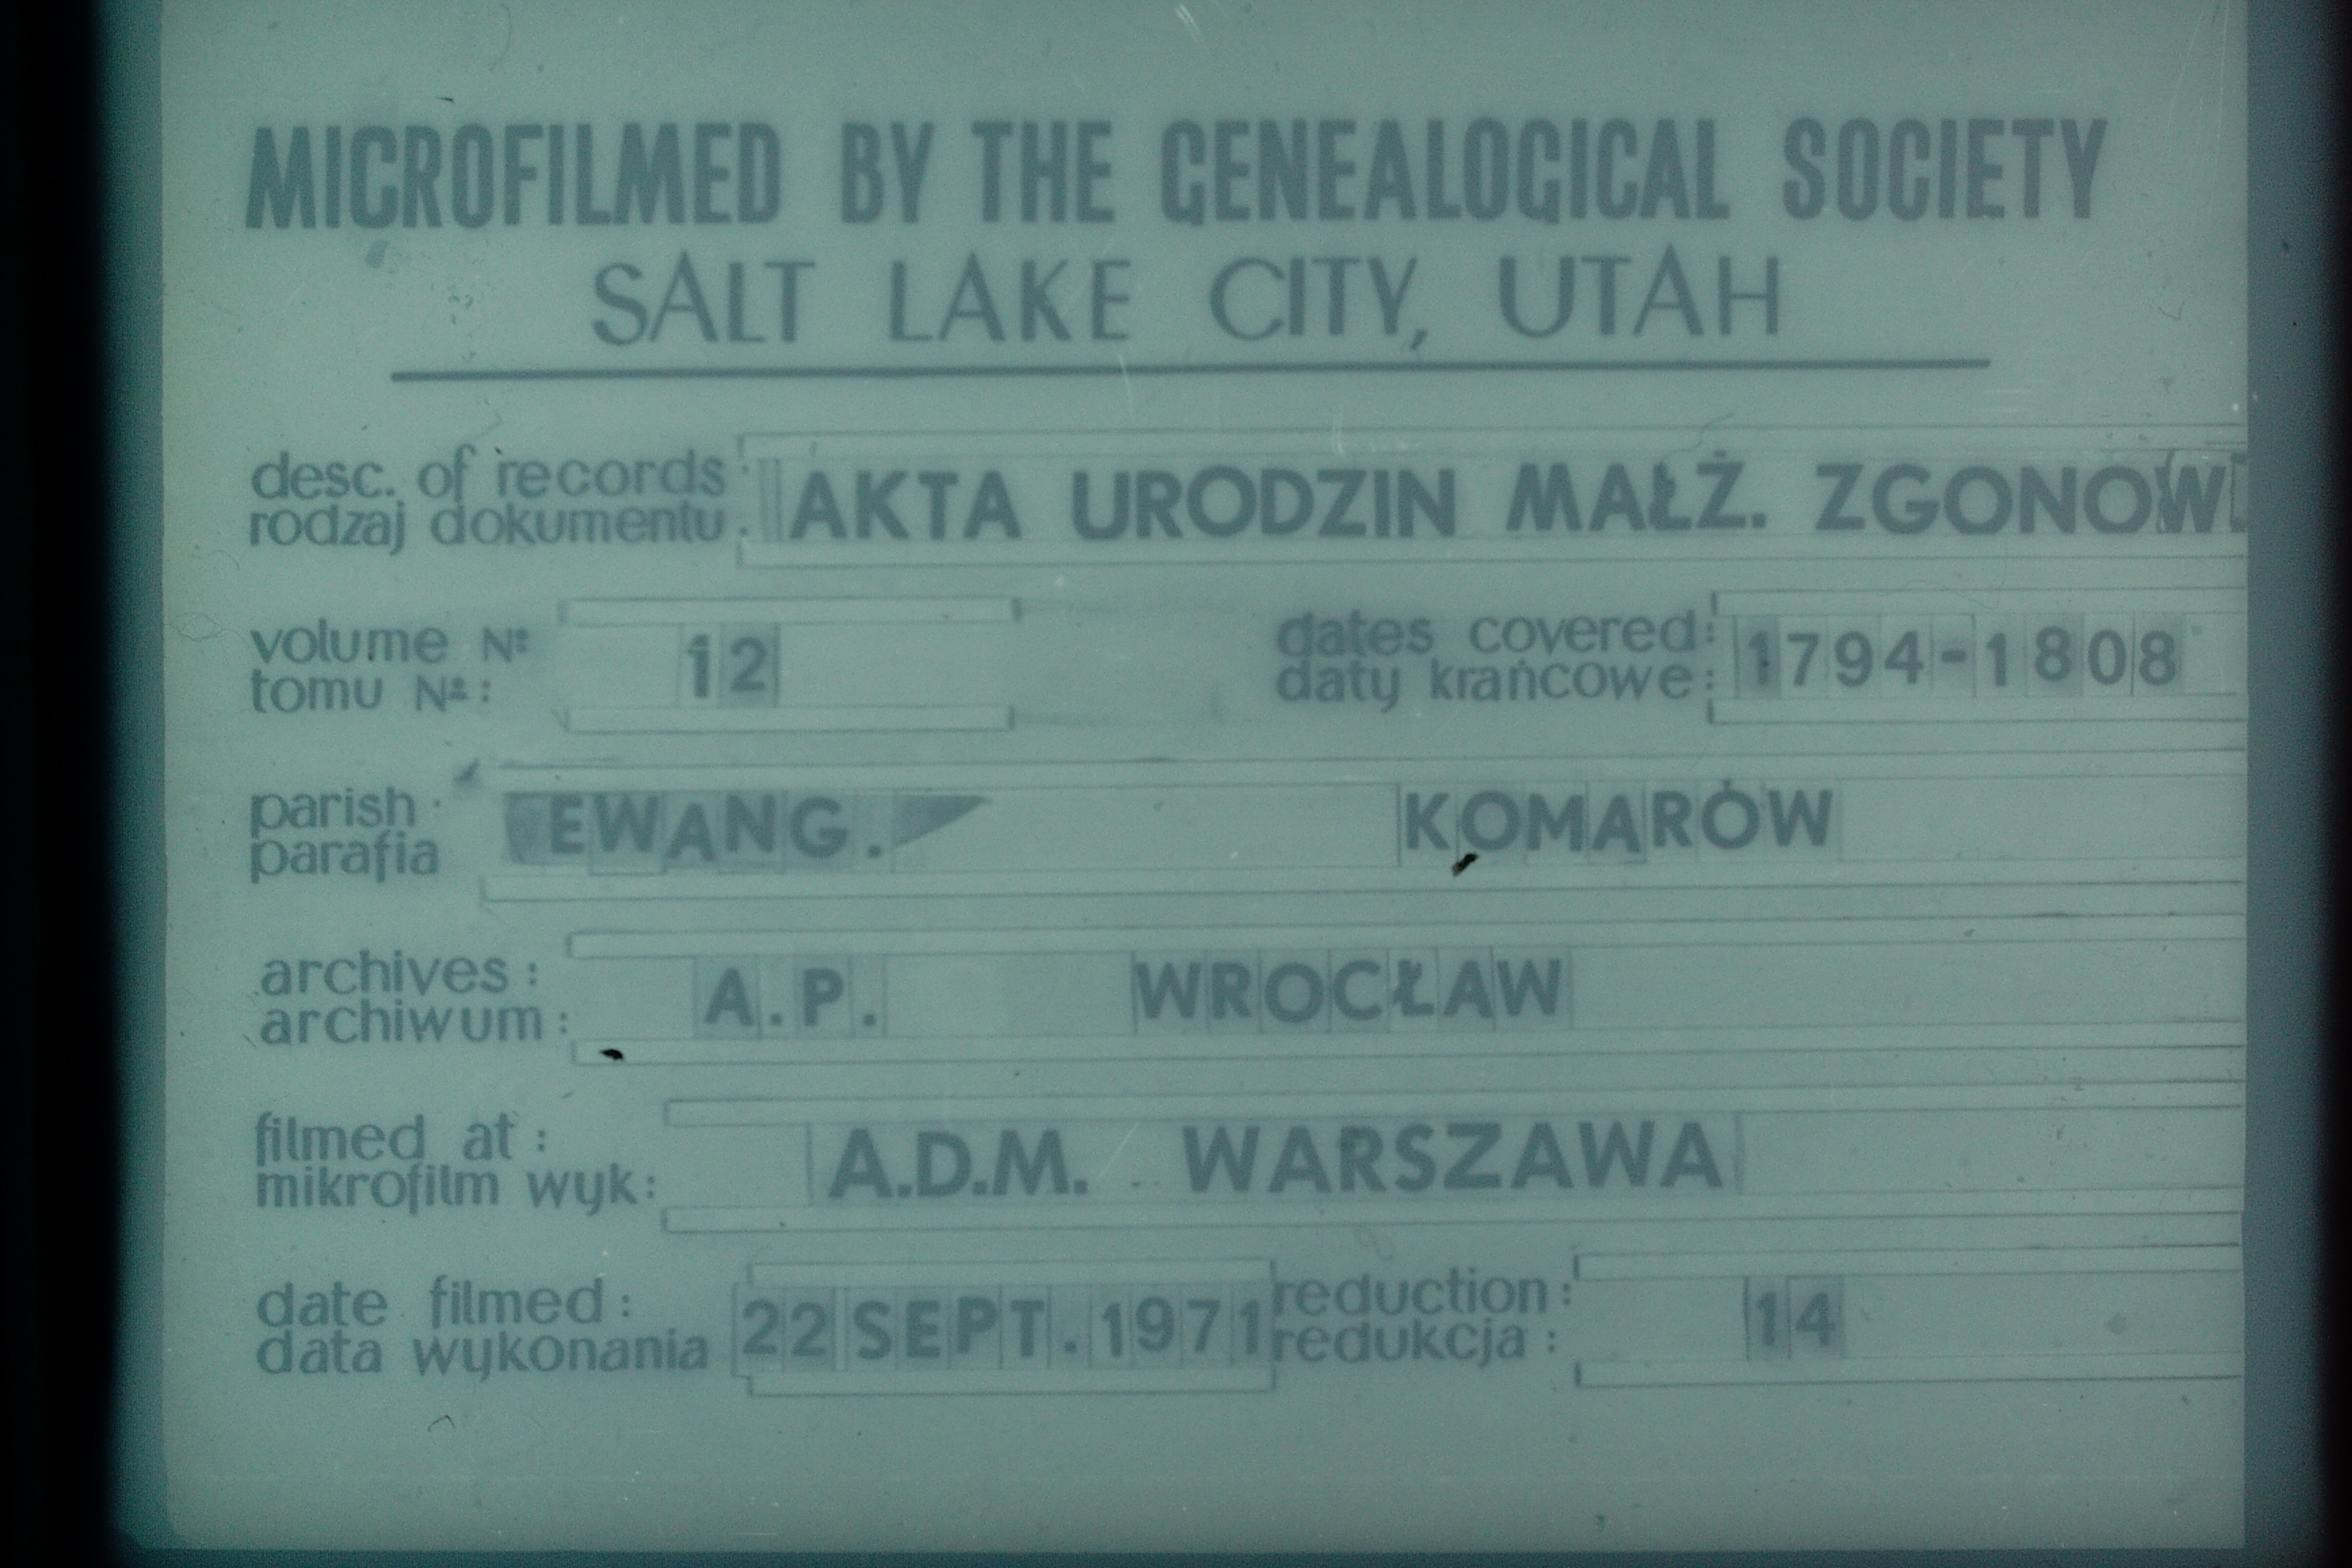 MICROFILMED BY THE GENEALOGICAL SOCIETY
SALT LAKE CITY, UTAH
desc. of records :
rodzaj dokumentu . AKTA URODZIN MAŁŻ. ZGONOW
volume Nº
tomu Nº : 12
dates covered:
daty krańcowe: 1794-1808
parish :
parafia EWANG. KOMARÓW
archives :
archiwum : A.P. WROCŁAW
filmed at :
mikrofilm wyk: A.D.M. WARSZAWA
date filmed :
data wykonania 22 SEPT. 1971
reduction :
redukcja : 14